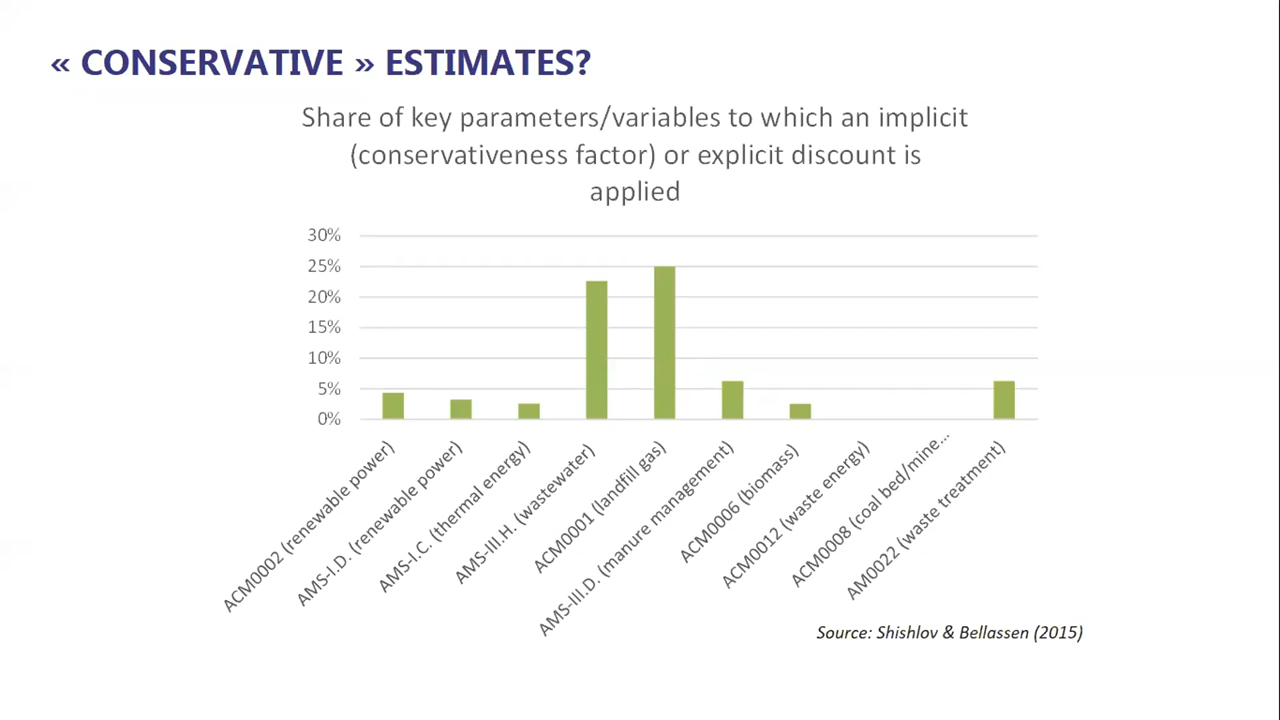 « CONSERVATIVE » ESTIMATES?
Share of key parameters/variables to which an implicit
(conservativeness factor) or explicit discount is
applied
30%
25%
20%
15%
10%
5%
0%
ACM0002 (renewable power)
AMS-I.D. (renewable power)
AMS-I.C. (thermal energy)
AMS-III.H. (wastewater)
ACM0001 (landfill gas)
AMS-III.D. (manure management)
ACM0006 (biomass)
ACM0012 (waste energy)
ACM0008 (coal bed/mine...
AM0022 (waste treatment)
Source: Shishlov & Bellassen (2015)